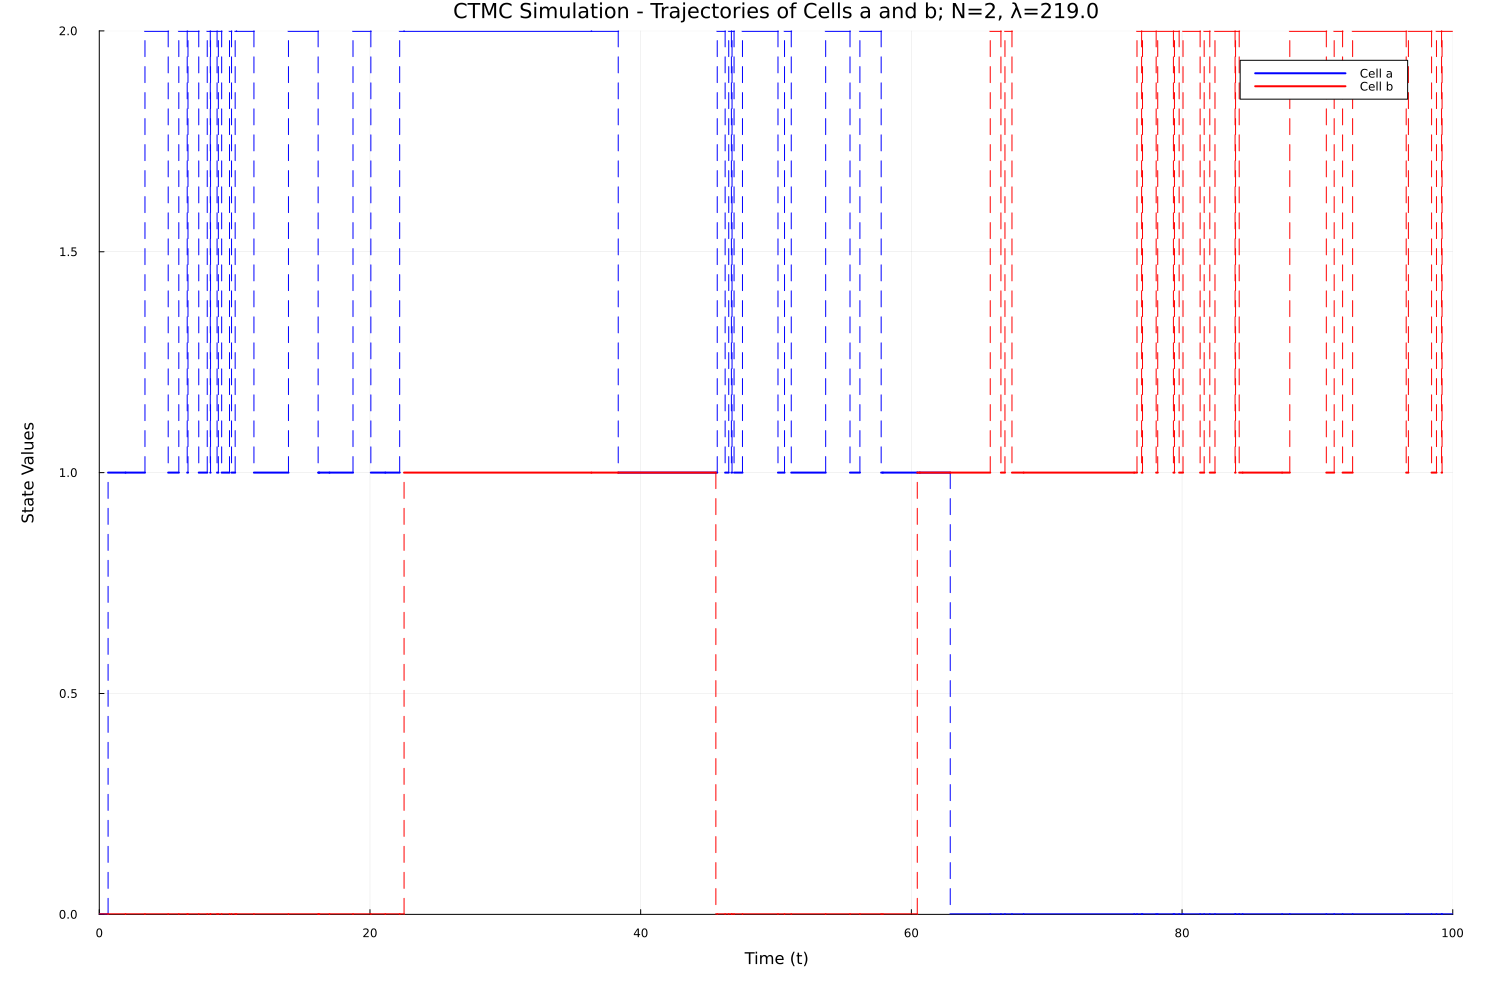 CTMC Simulation - Trajectories of Cells a and b; N=2, λ=219.0
2.0
Cell a
Cell b
1.5
1.0
State Values
0.5
0.0
0 20 40 60 80 100
Time (t)